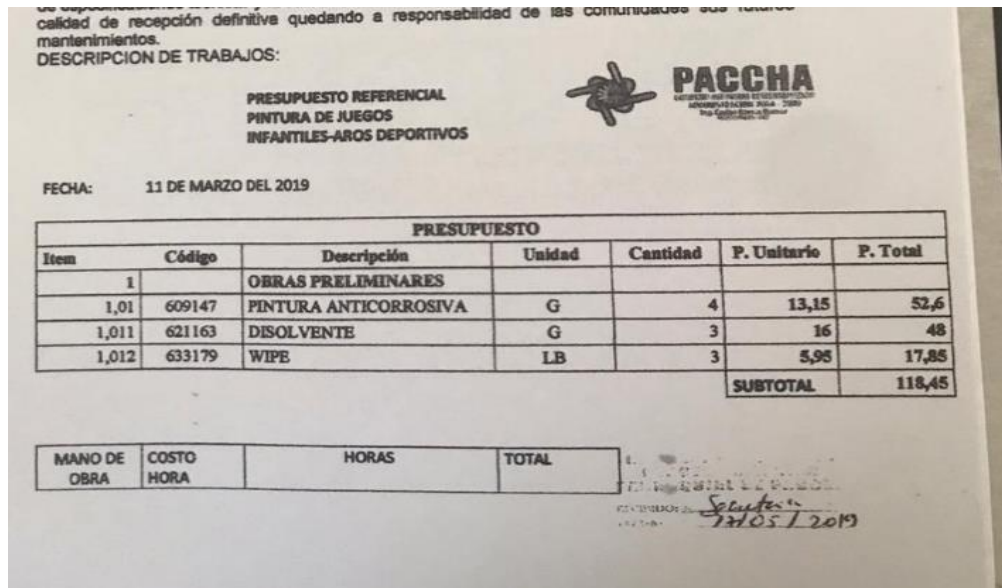 calidad de recepción definitiva quedando a responsabilidad de las comunidades sus futuros
mantenimientos.
DESCRIPCION DE TRABAJOS:
PRESUPUESTO REFERENCIAL
PINTURA DE JUEGOS
INFANTILES-AROS DEPORTIVOS
PACCHA
FECHA: 11 DE MARZO DEL 2019
PRESUPUESTO
Item Código Descripción Unidad Cantidad P. Unitario P. Total
1 OBRAS PRELIMINARES
1,01 609147 PINTURA ANTICORROSIVA G 4 13,15 52,6
1,011 621163 DISOLVENTE G 3 16 48
1,012 633179 WIPE LB 3 5,95 17,85
SUBTOTAL 118,45
MANO DE OBRA COSTO HORA HORAS TOTAL
17/05/2019